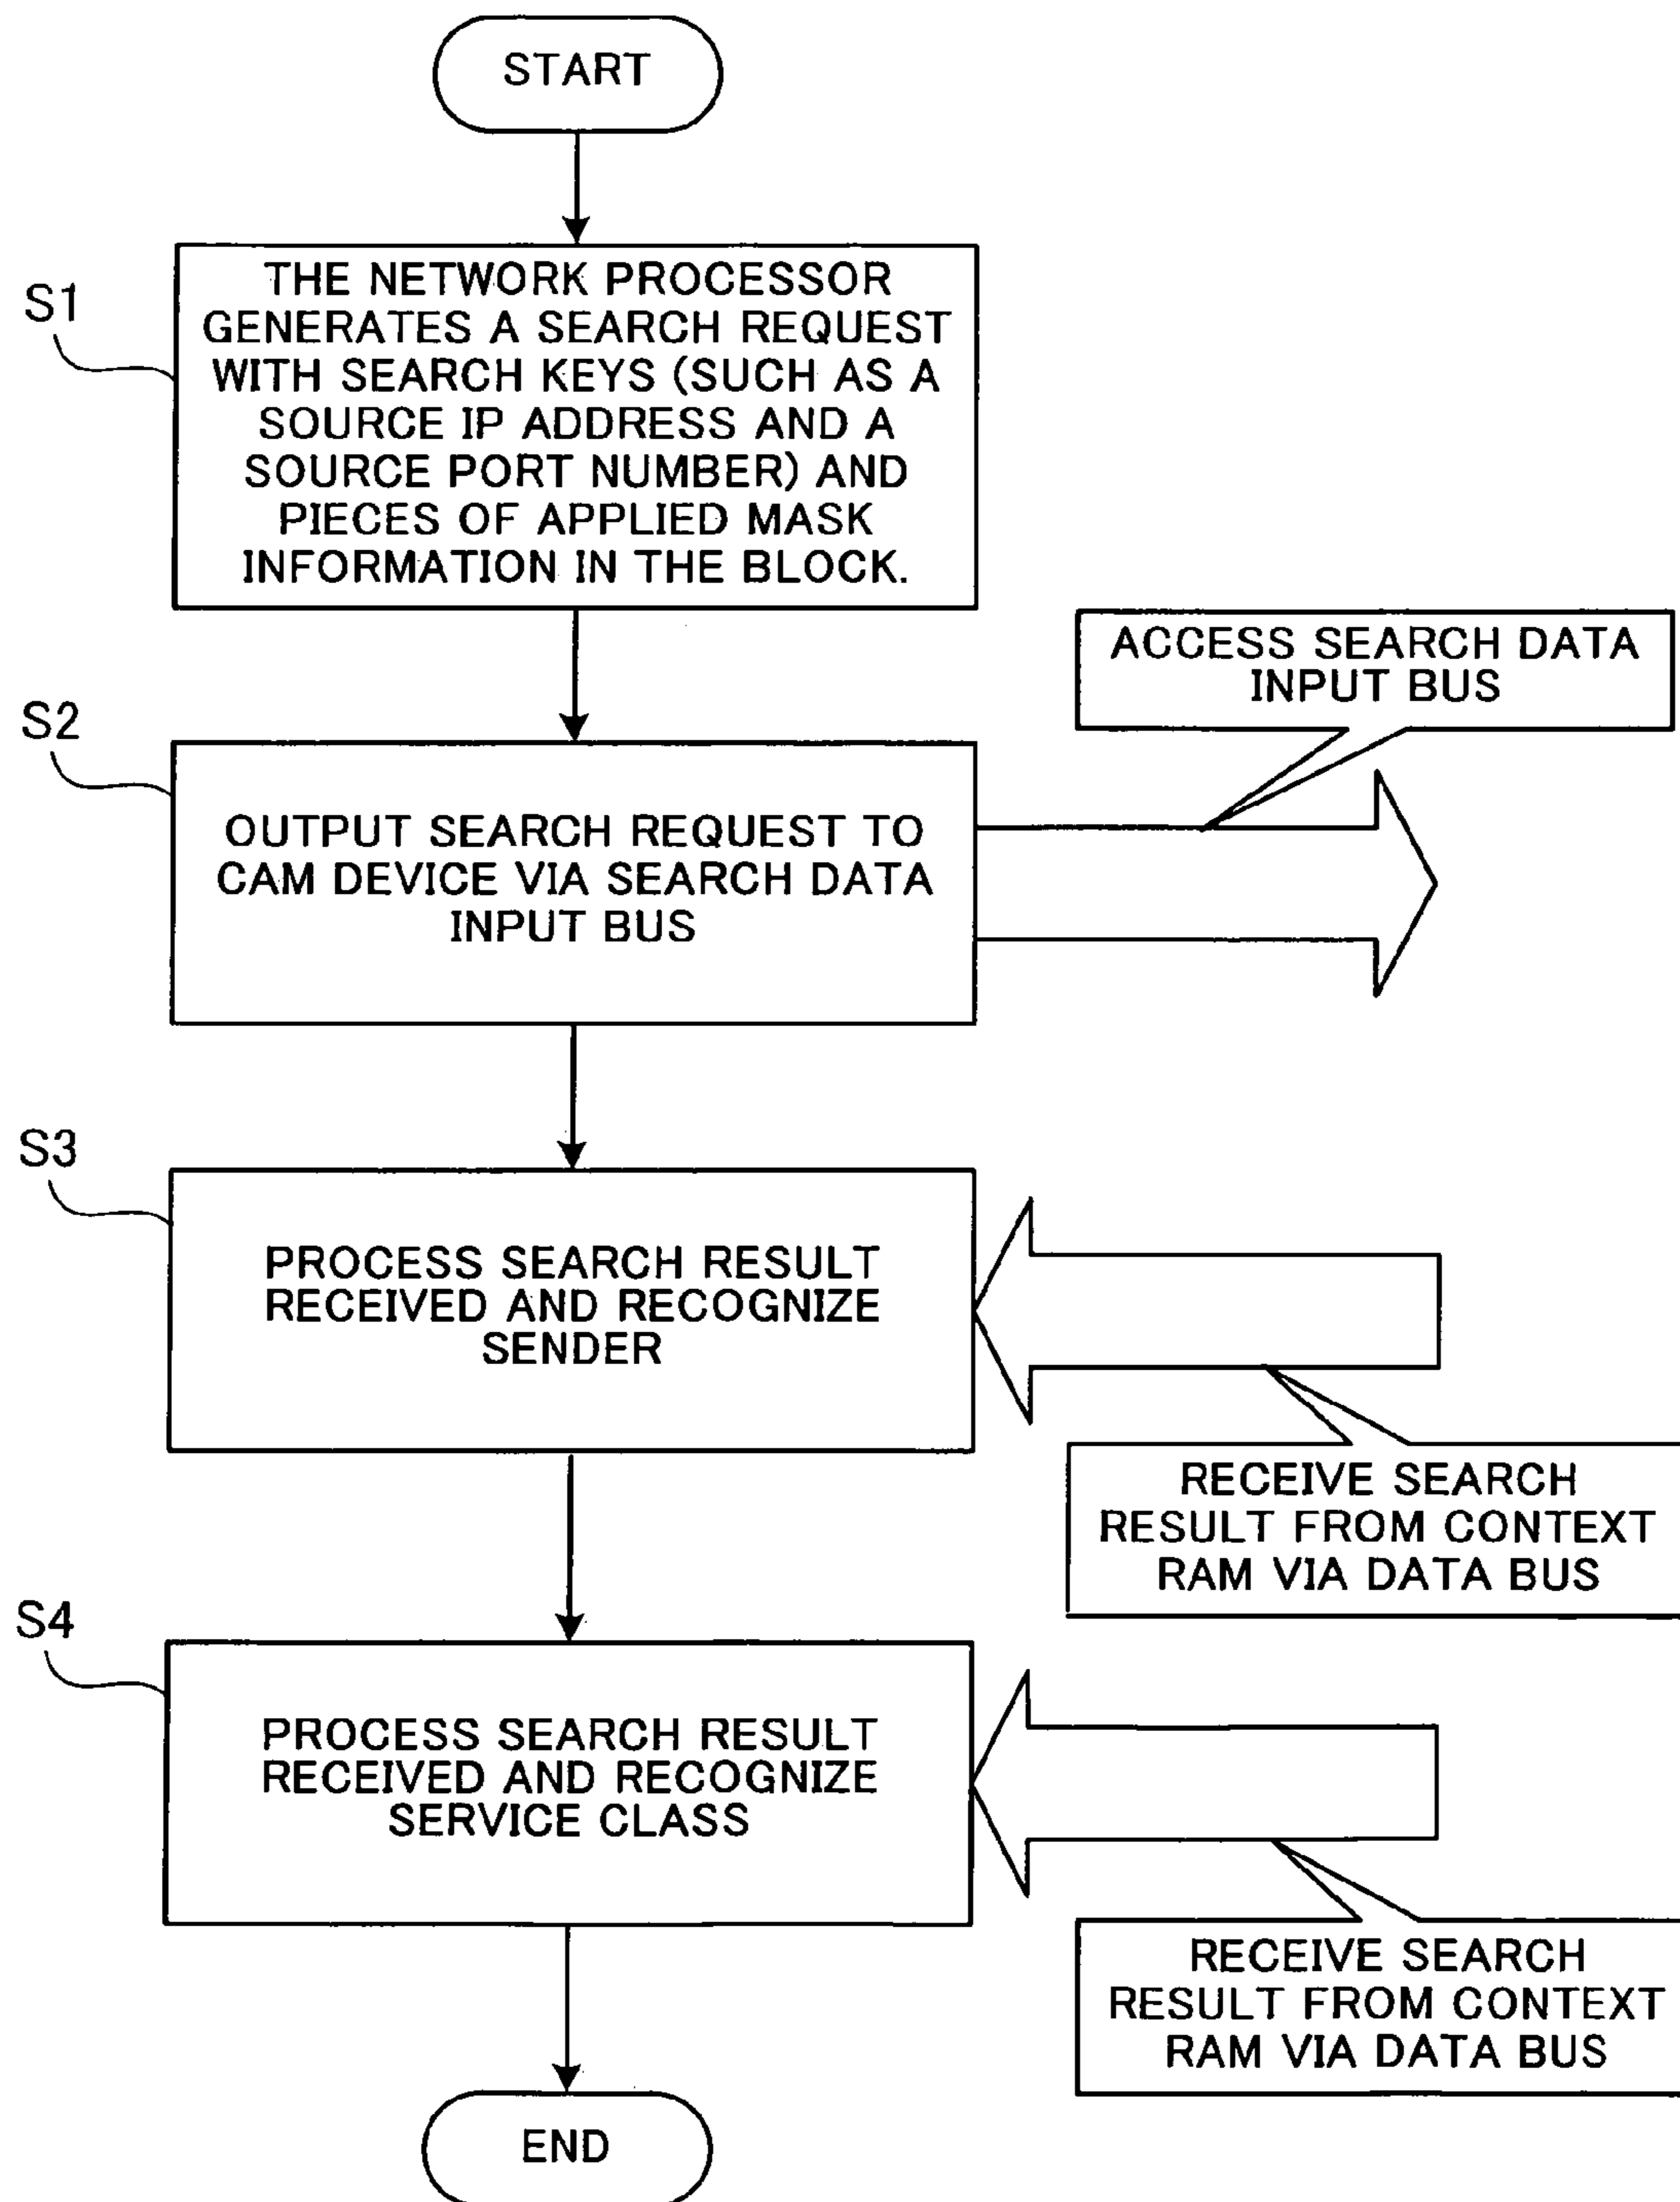 START
S1
THE NETWORK PROCESSOR
GENERATES A SEARCH REQUEST
WITH SEARCH KEYS (SUCH AS A
SOURCE IP ADDRESS AND A
SOURCE PORT NUMBER) AND
PIECES OF APPLIED MASK
INFORMATION IN THE BLOCK.
ACCESS SEARCH DATA
INPUT BUS
S2
OUTPUT SEARCH REQUEST TO
CAM DEVICE VIA SEARCH DATA
INPUT BUS
S3
PROCESS SEARCH RESULT
RECEIVED AND RECOGNIZE
SENDER
RECEIVE SEARCH
RESULT FROM CONTEXT
RAM VIA DATA BUS
S4
PROCESS SEARCH RESULT
RECEIVED AND RECOGNIZE
SERVICE CLASS
RECEIVE SEARCH
RESULT FROM CONTEXT
RAM VIA DATA BUS
END